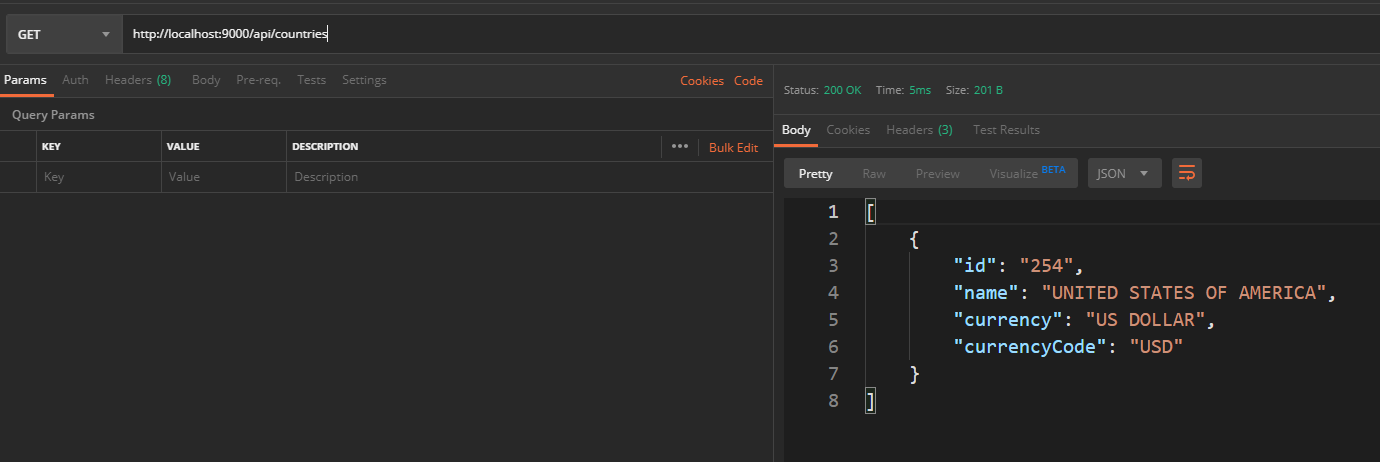 GET http://localhost:9000/api/countries
Params Auth Headers (8) Body Pre-req. Tests Settings Cookies Code
Query Params
KEY VALUE DESCRIPTION ••• Bulk Edit
Key Value Description
Status: 200 OK Time: 5ms Size: 201 B
Body Cookies Headers (3) Test Results
Pretty Raw Preview Visualize BETA JSON
1 [
2 {
3 "id": "254",
4 "name": "UNITED STATES OF AMERICA",
5 "currency": "US DOLLAR",
6 "currencyCode": "USD"
7 }
8 ]